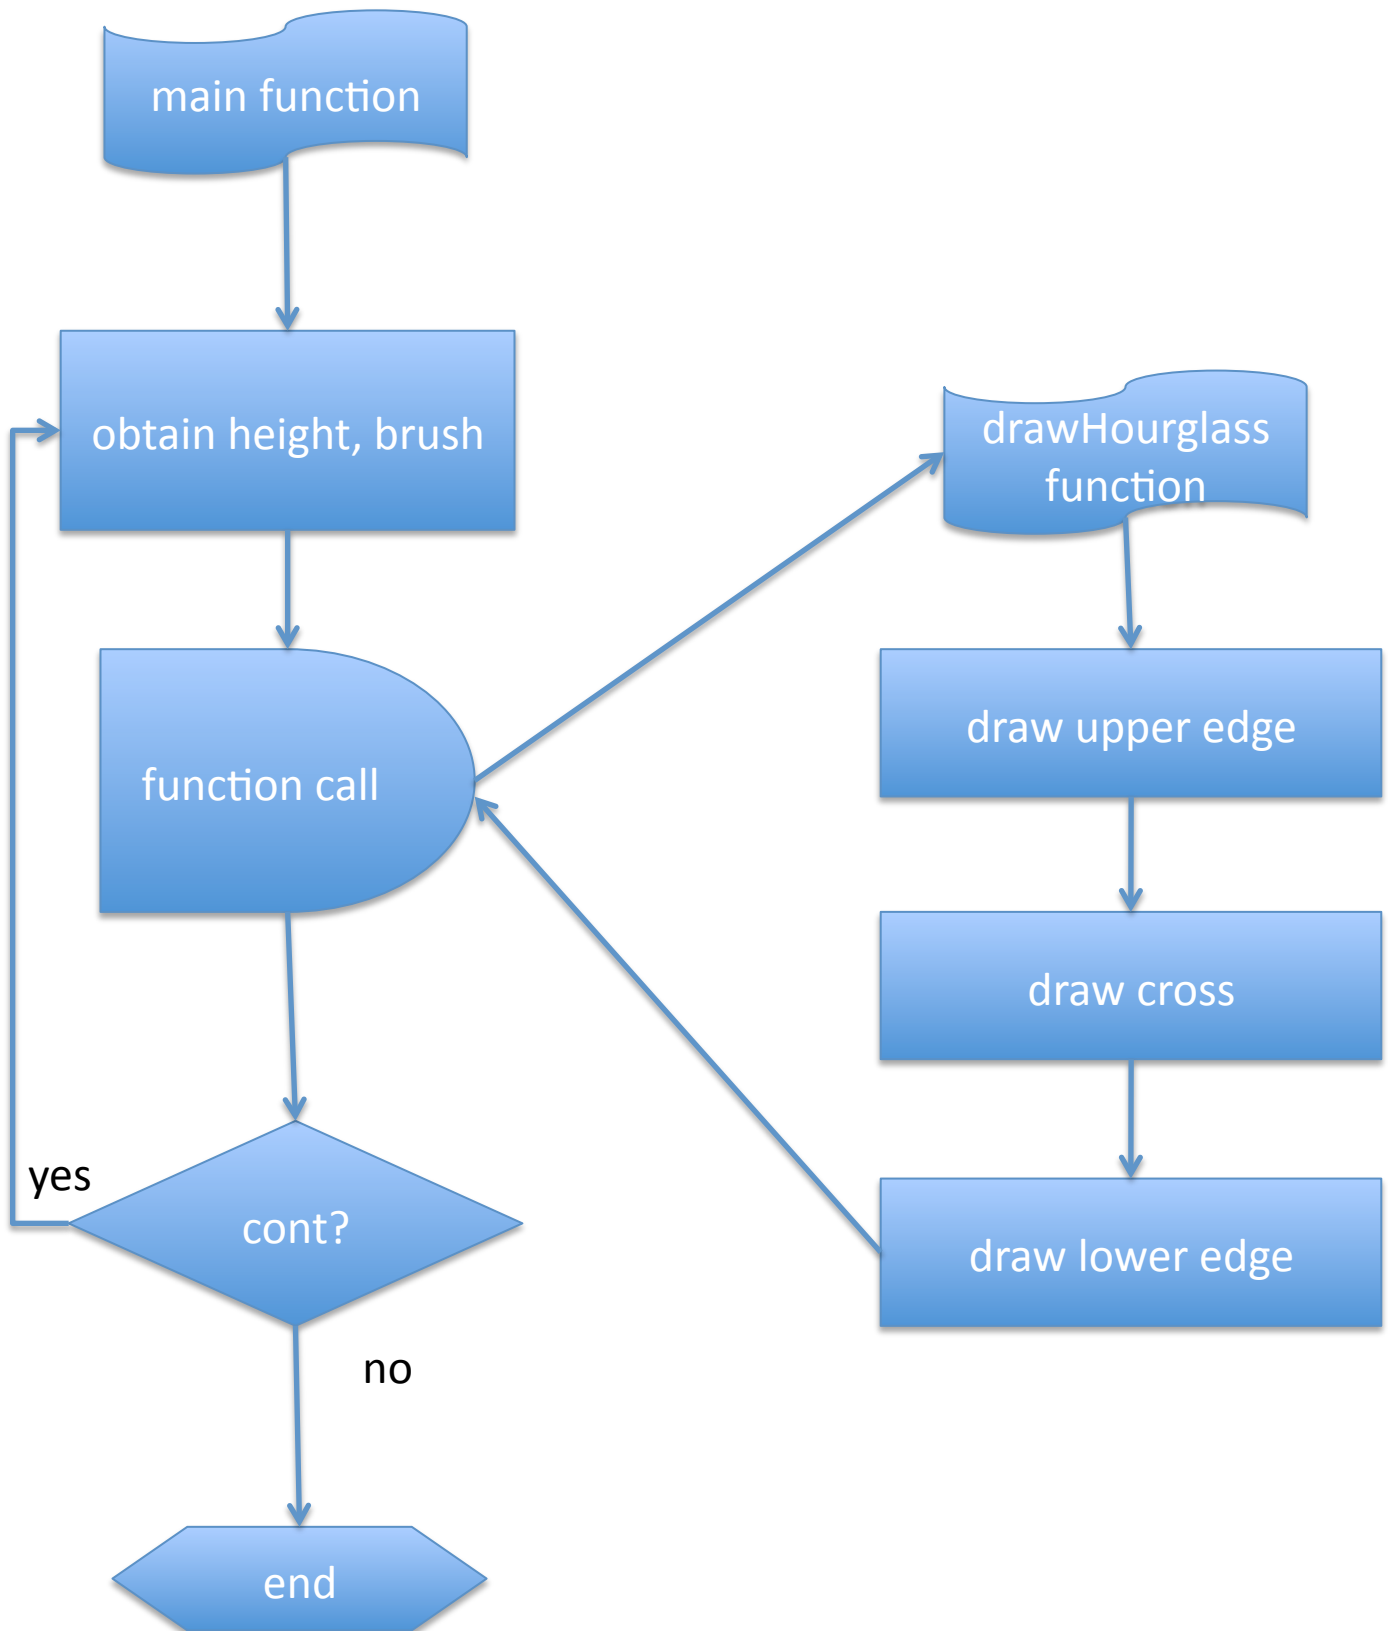 main function
obtain height, brush
function call
cont?
yes
no
end
drawHourglass
function
draw upper edge
draw cross
draw lower edge